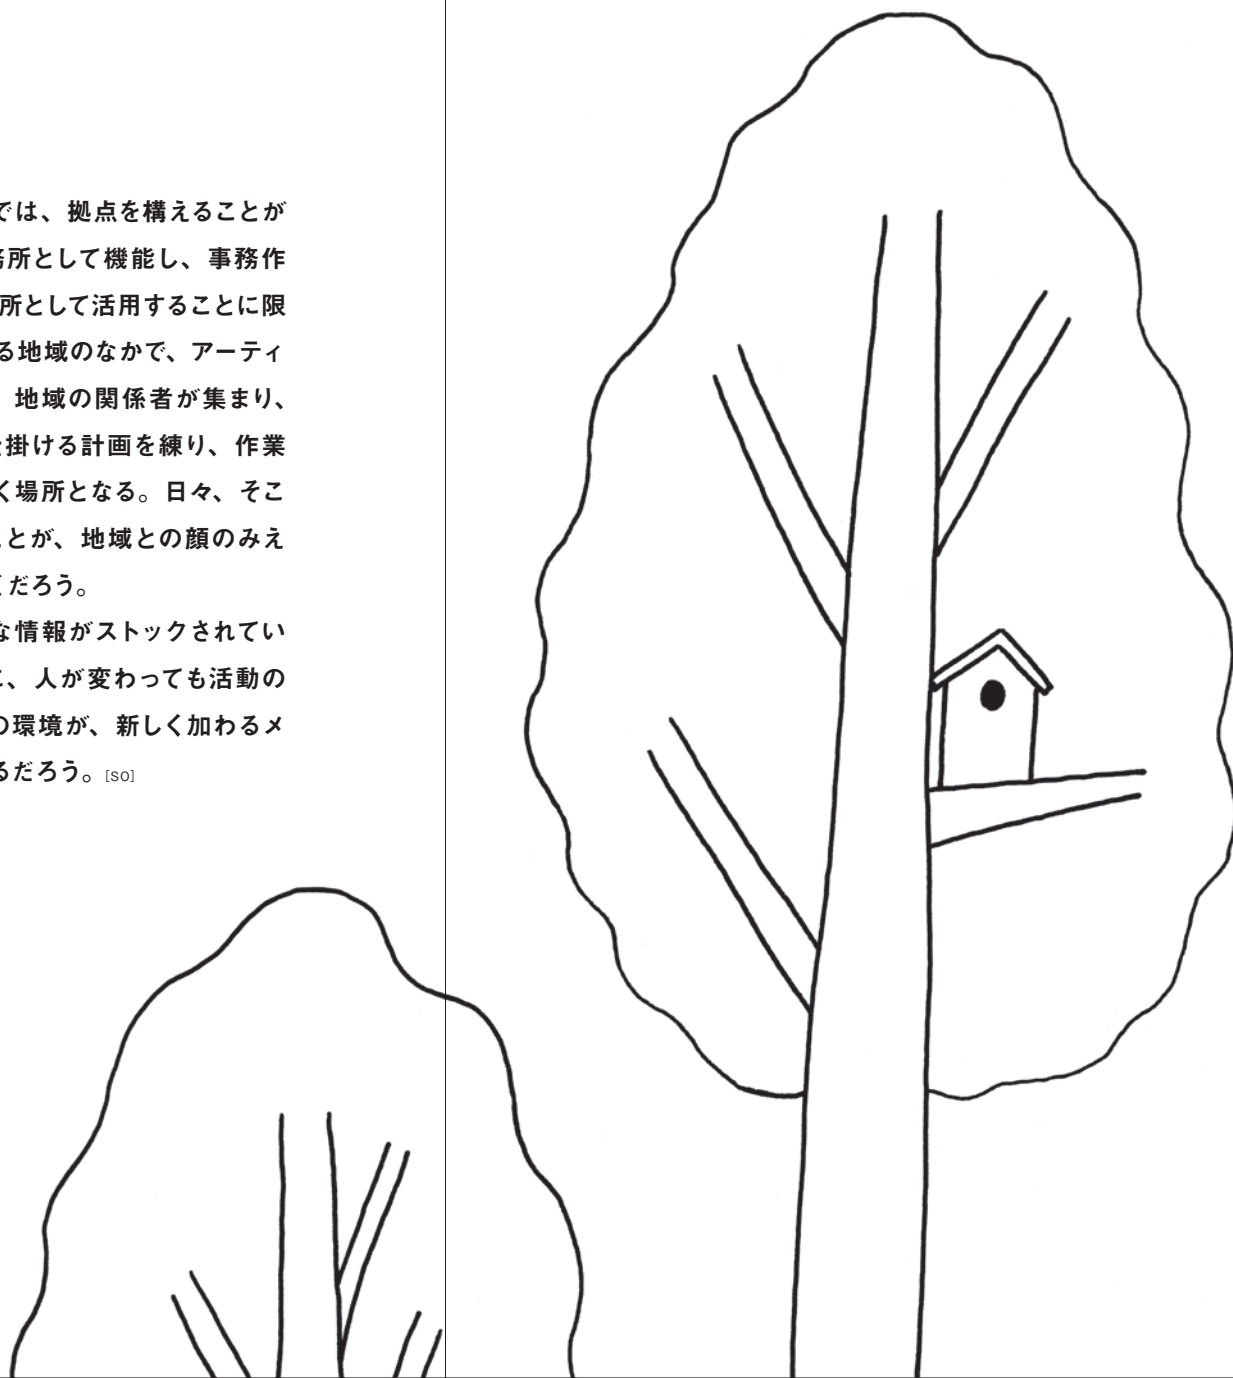 では、拠点を構えることが
務所として機能し、事務作
所として活用することに限
る地域のなかで、アーティ
、地域の関係者が集まり、
掛ける計画を練り、作業
く場所となる。日々、そこ
とが、地域との顔のみえ
だろう。
な情報がストックされてい
、人が変わっても活動の
の環境が、新しく加わるメ
るだろう。[SO]